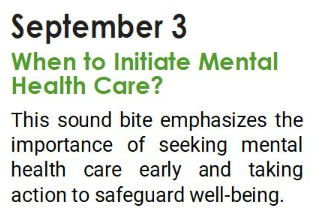 September 3
When to Initiate Mental
Health Care?
This sound bite emphasizes the
importance of seeking mental
health care early and taking
action to safeguard well-being.